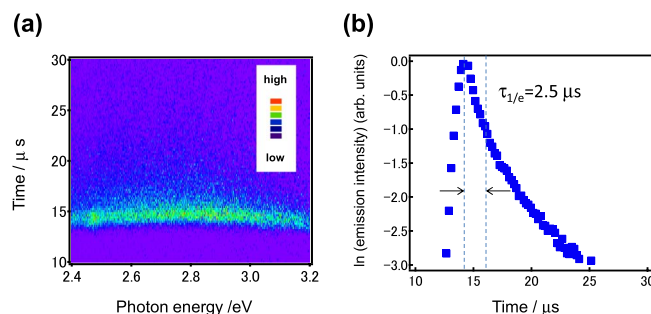 (a)
30
20
15
10
Time / μ s
high
low
2.4
2.6
2.8
3.0
3.2
Photon energy /eV
(b)
0.0
−0.5
−1.0
−1.5
−2.0
−2.5
−3.0
ln (emission intensity) (arb. units)
τ1/e=2.5 μs
10
15
20
25
30
Time / μs